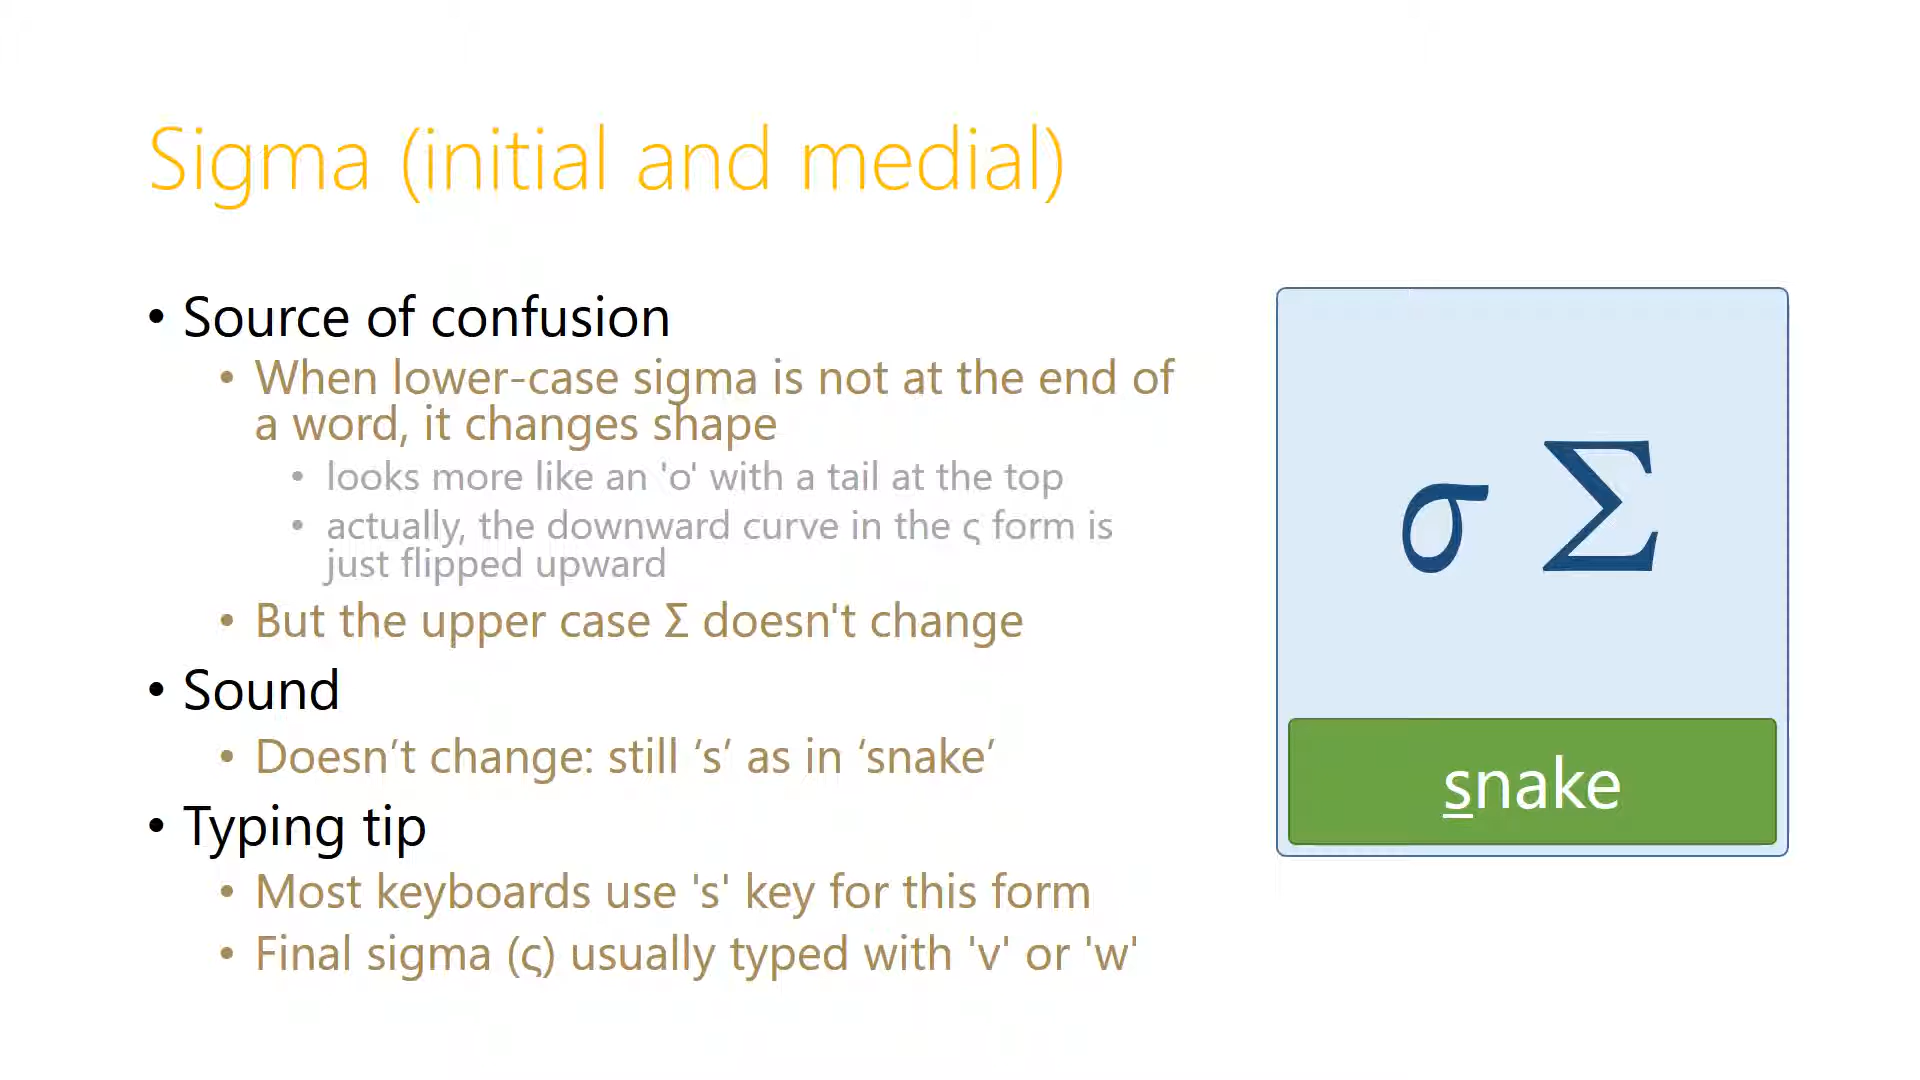 Sigma (initial and medial)
• Source of confusion
• When lower-case sigma is not at the end of
a word, it changes shape
• looks more like an 'o' with a tail at the top
• actually, the downward curve in the ς form is
just flipped upward
• But the upper case Σ doesn't change
• Sound
• Doesn’t change: still ‘s’ as in ‘snake’
• Typing tip
• Most keyboards use 's' key for this form
• Final sigma (ς) usually typed with 'v' or 'w'
σ Σ
snake